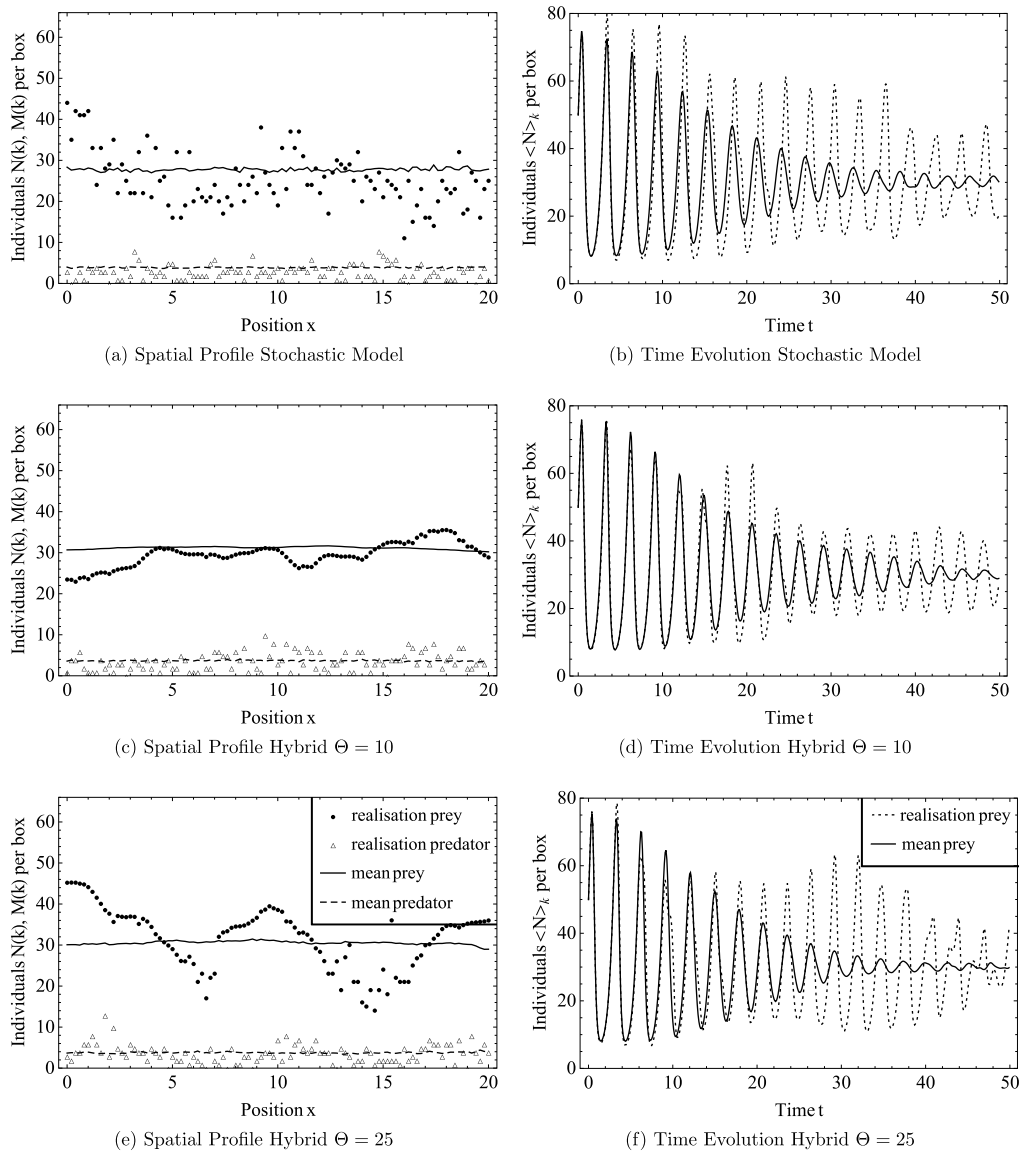 Individuals N(k), M(k) per box
60
50
40
30
20
10
0
0 5 10 15 20
Position x
(a) Spatial Profile Stochastic Model
Individuals <N>k per box
80
60
40
20
0
0 10 20 30 40 50
Time t
(b) Time Evolution Stochastic Model
Individuals N(k), M(k) per box
60
50
40
30
20
10
0
0 5 10 15 20
Position x
(c) Spatial Profile Hybrid Θ = 10
Individuals <N>k per box
80
60
40
20
0
0 10 20 30 40 50
Time t
(d) Time Evolution Hybrid Θ = 10
Individuals N(k), M(k) per box
60
50
40
30
20
10
0
realisation prey
realisation predator
mean prey
mean predator
0 5 10 15 20
Position x
(e) Spatial Profile Hybrid Θ = 25
Individuals <N>k per box
80
60
40
20
0
realisation prey
mean prey
0 10 20 30 40 50
Time t
(f) Time Evolution Hybrid Θ = 25